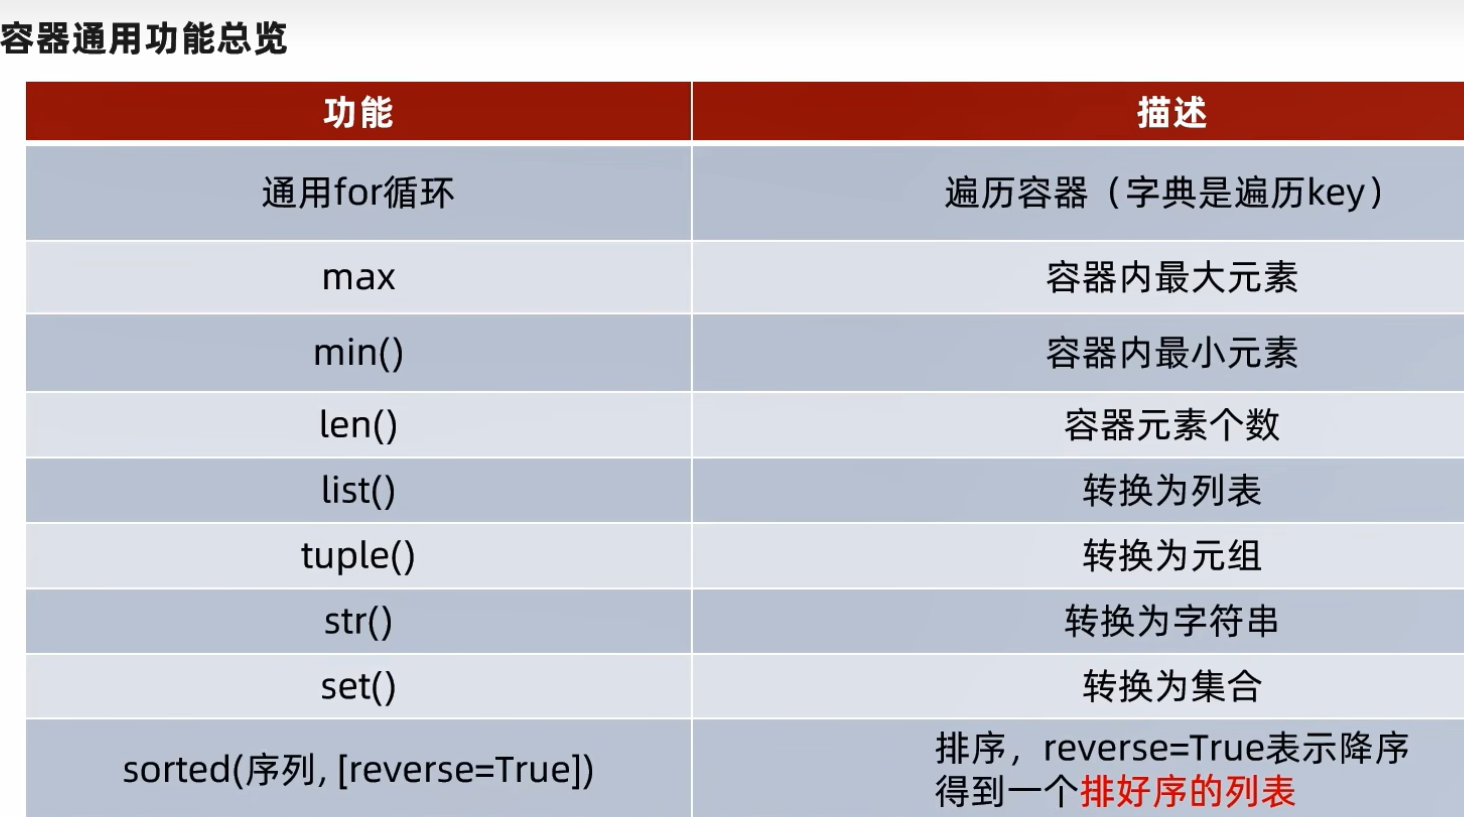 容器通用功能总览
功能 描述
通用for循环 遍历容器（字典是遍历key）
max 容器内最大元素
min() 容器内最小元素
len() 容器元素个数
list() 转换为列表
tuple() 转换为元组
str() 转换为字符串
set() 转换为集合
sorted(序列, [reverse=True]) 排序，reverse=True表示降序
得到一个排好序的列表